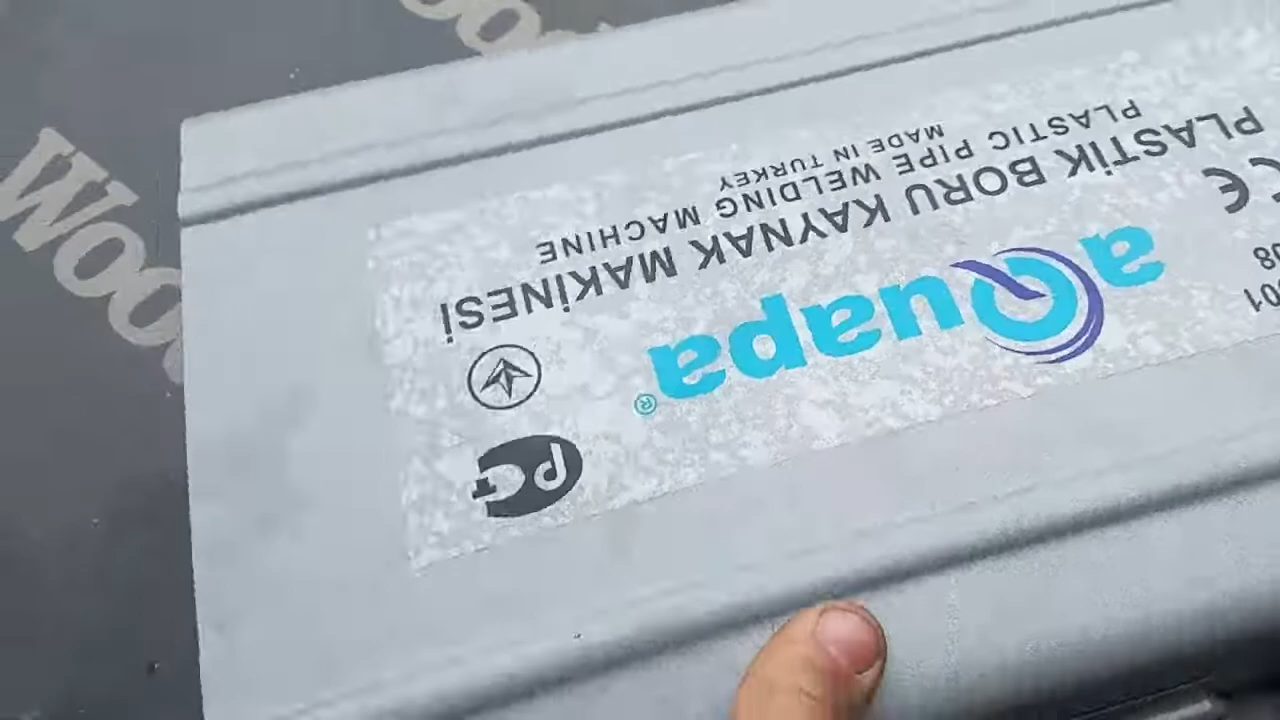 aQuapa®
PLASTİK BORU KAYNAK MAKİNESİ
PLASTIC PIPE WELDING MACHINE
MADE IN TURKEY
CE
PCT